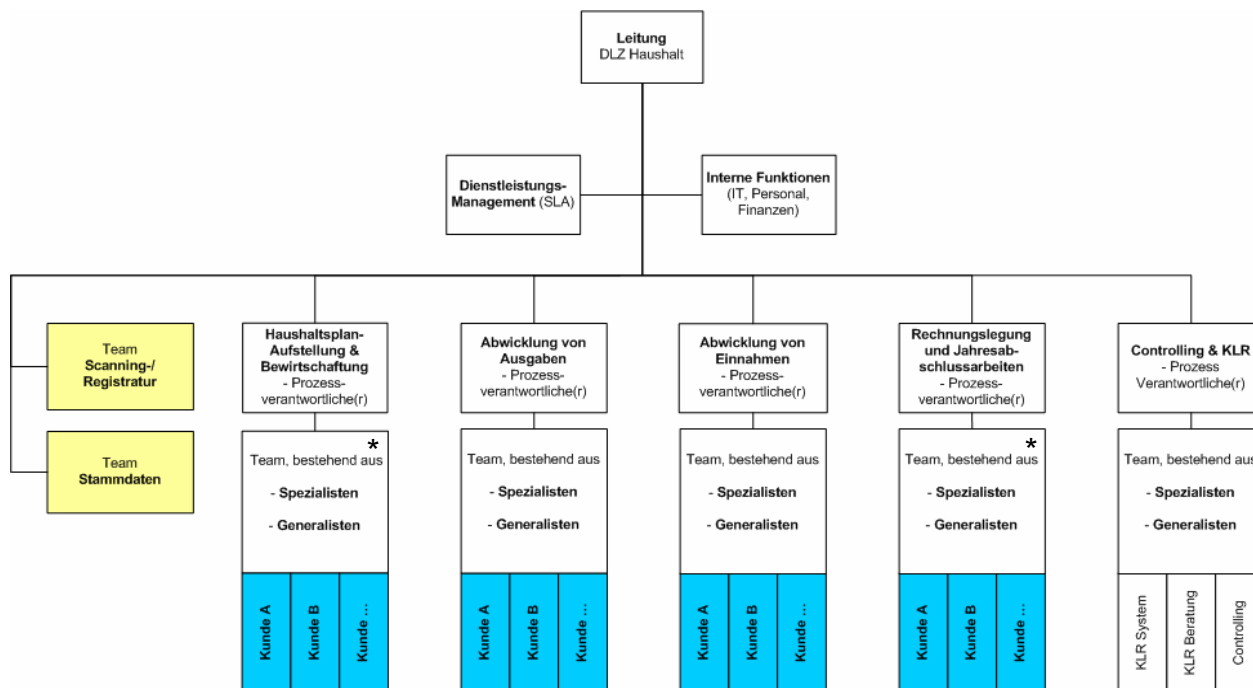 Leitung
DLZ Haushalt
Dienstleistungs-
Management (SLA)
Interne Funktionen
(IT, Personal,
Finanzen)
Team
Scanning-/
Registratur
Team
Stammdaten
Haushaltsplan-
Aufstellung &
Bewirtschaftung
- Prozess-
verantwortliche(r)
Abwicklung von
Ausgaben
- Prozess-
verantwortliche(r)
Abwicklung von
Einnahmen
- Prozess-
verantwortliche(r)
Rechnungslegung
und Jahresab-
schlussarbeiten
- Prozess-
verantwortliche(r)
Controlling & KLR
- Prozess
Verantwortliche(r)
*
Team, bestehend aus
- Spezialisten
- Generalisten
Kunde A
Kunde B
Kunde ...
Team, bestehend aus
- Spezialisten
- Generalisten
Kunde A
Kunde B
Kunde ...
Team, bestehend aus
- Spezialisten
- Generalisten
Kunde A
Kunde B
Kunde ...
*
Team, bestehend aus
- Spezialisten
- Generalisten
Kunde A
Kunde B
Kunde ...
Team, bestehend aus
- Spezialisten
- Generalisten
KLR System
KLR Beratung
Controlling